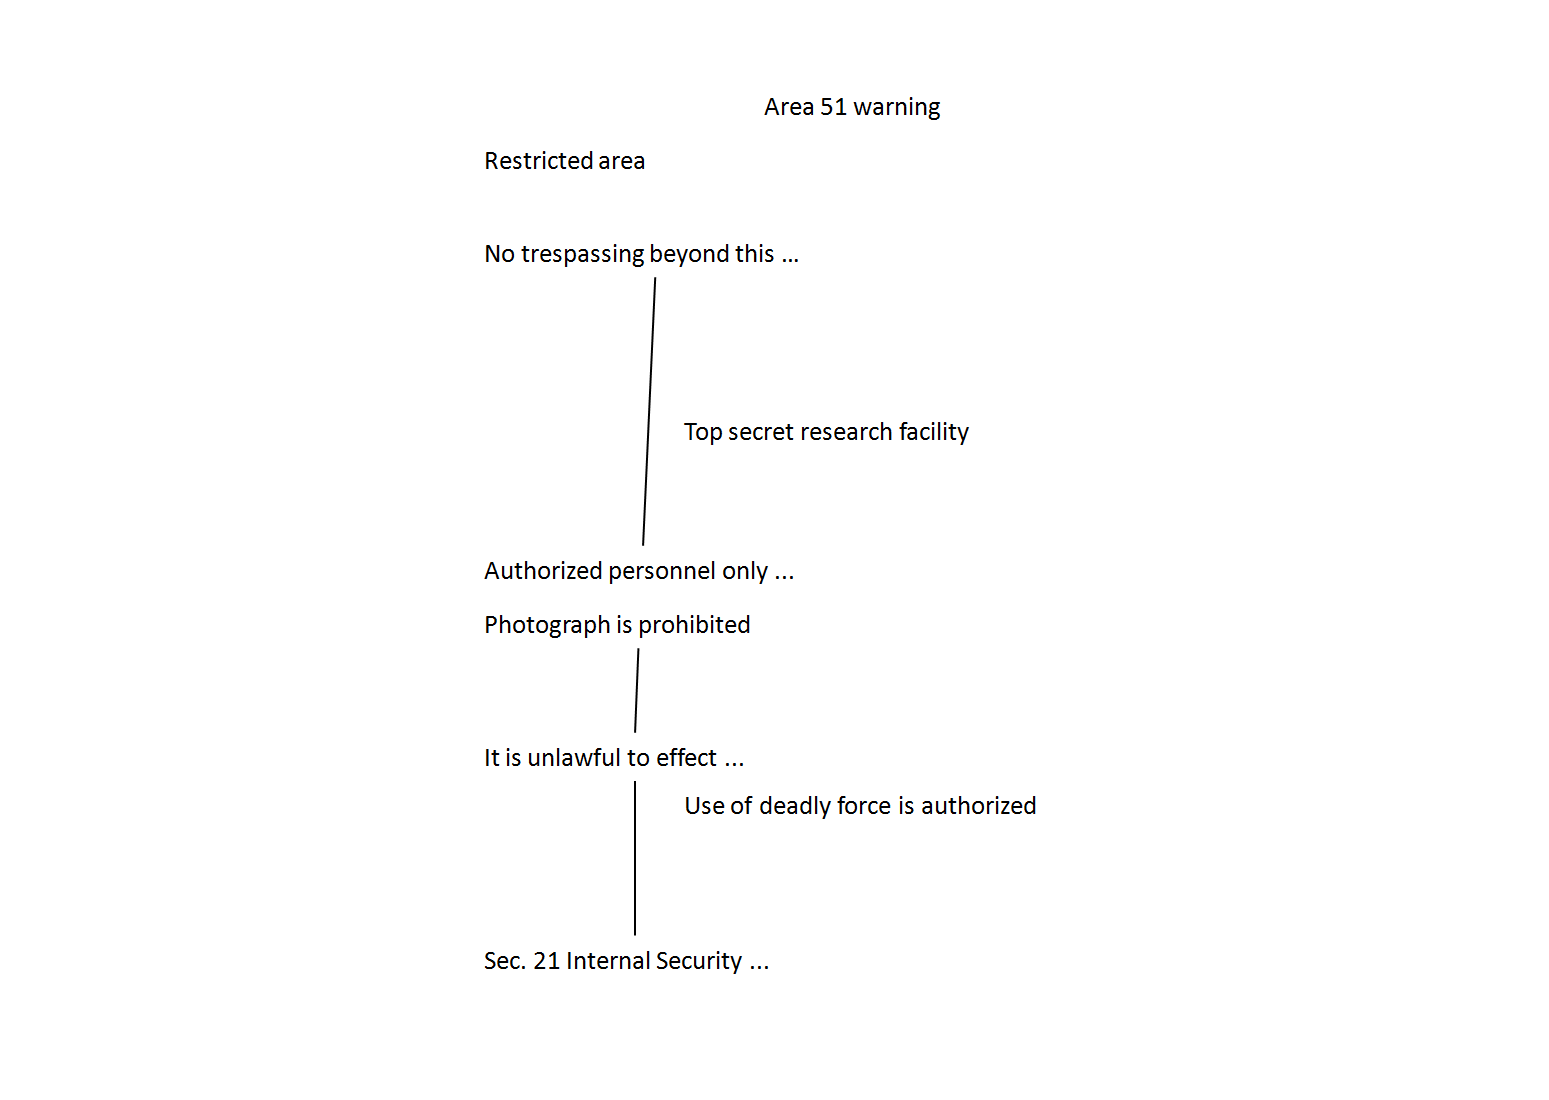 Area 51 warning
Restricted area
No trespassing beyond this ...
Top secret research facility
Authorized personnel only ...
Photograph is prohibited
It is unlawful to effect ...
Use of deadly force is authorized
Sec. 21 Internal Security ...